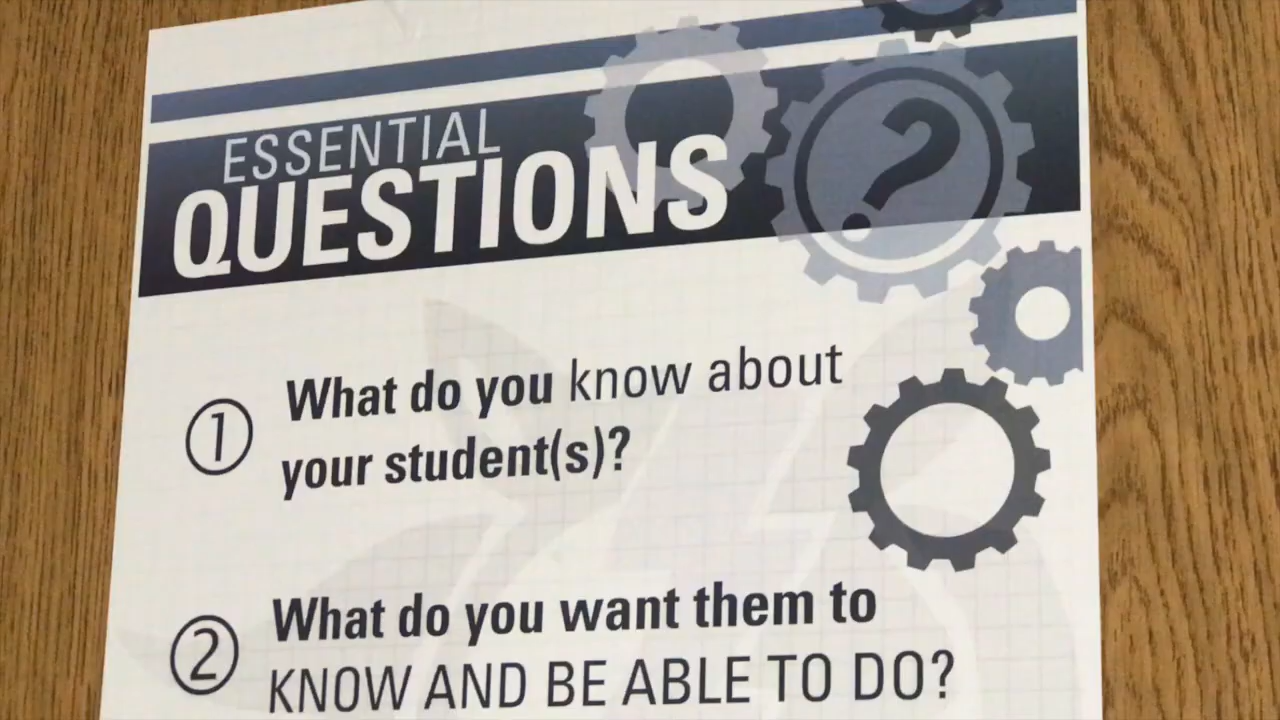 ESSENTIAL
QUESTIONS
?
1 What do you know about
your student(s)?
2 What do you want them to
KNOW AND BE ABLE TO DO?